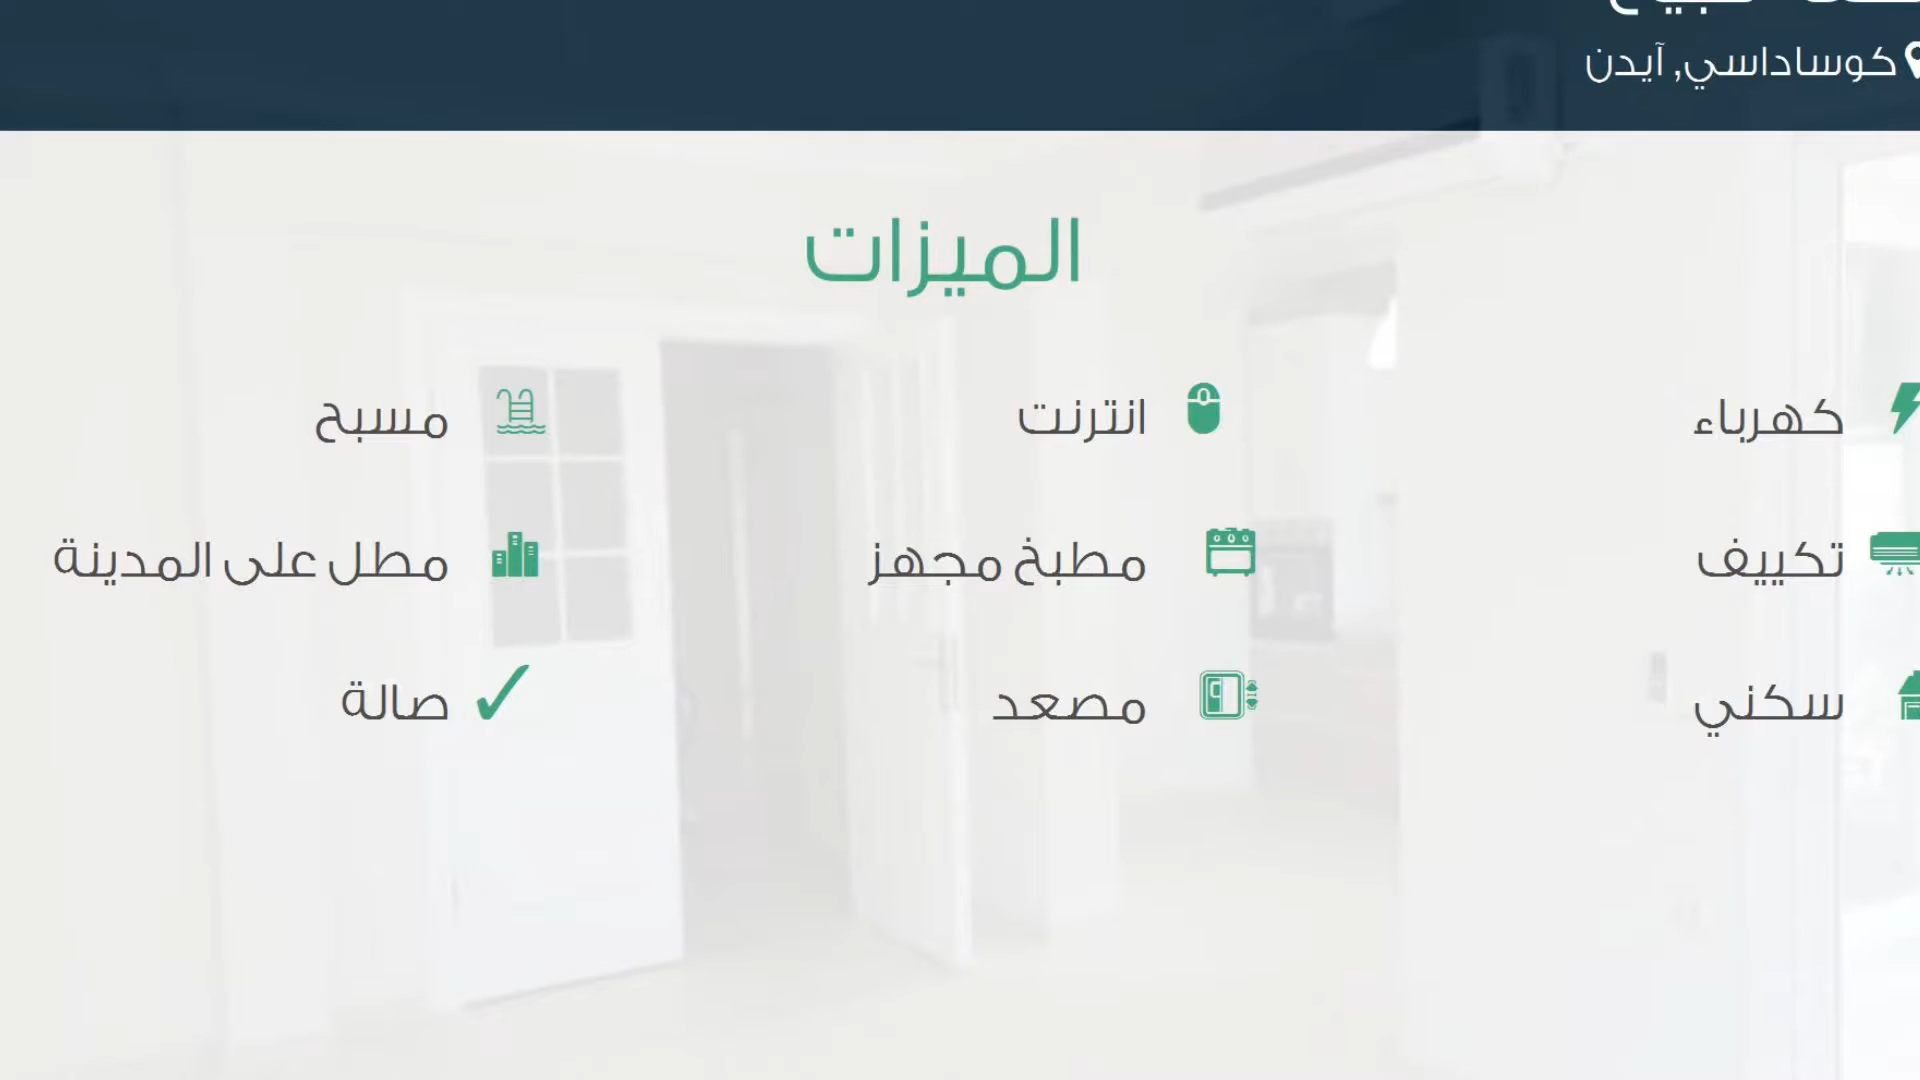 كوساداسي, آيدن
الميزات
كهرباء
انترنت
مسبح
تكييف
مطبخ مجهز
مطل على المدينة
سكني
مصعد
صالة